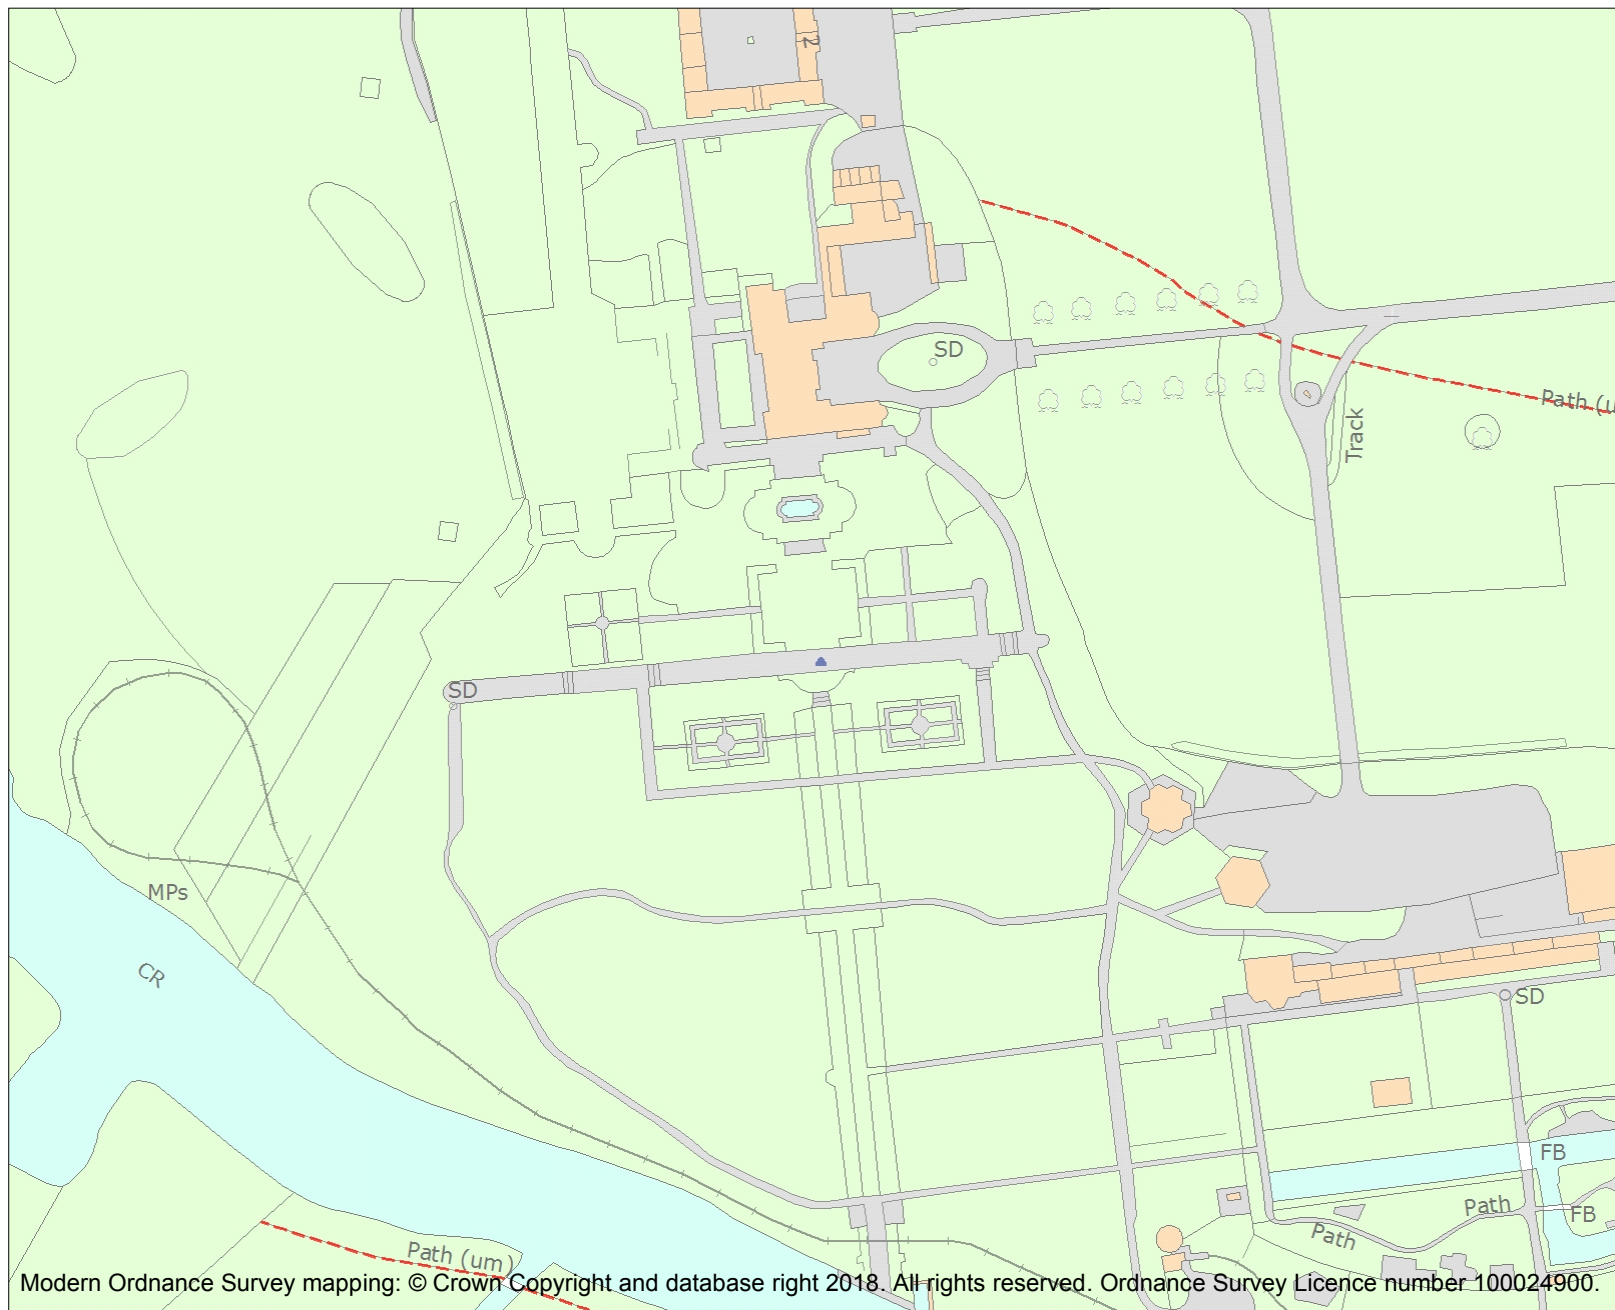 2
SD
Path (u
Track
SD
MPs
CR
SD
FB
Path
FB
Path
Path (um)
Modern Ordnance Survey mapping: © Crown Copyright and database right 2018. All rights reserved. Ordnance Survey Licence number 100024900.